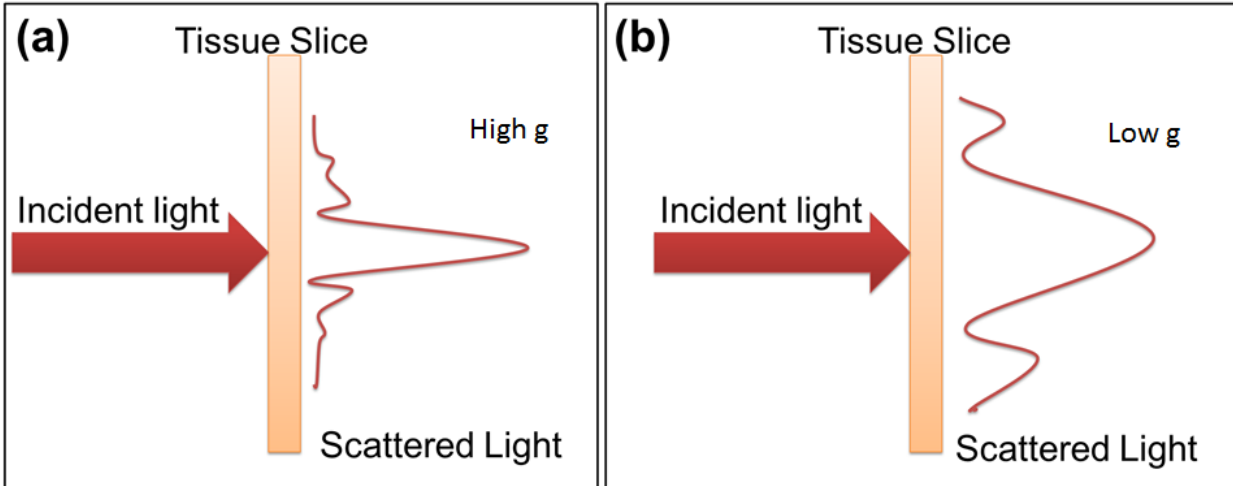 (a)
Tissue Slice
High g
Incident light
Scattered Light
(b)
Tissue Slice
Low g
Incident light
Scattered Light